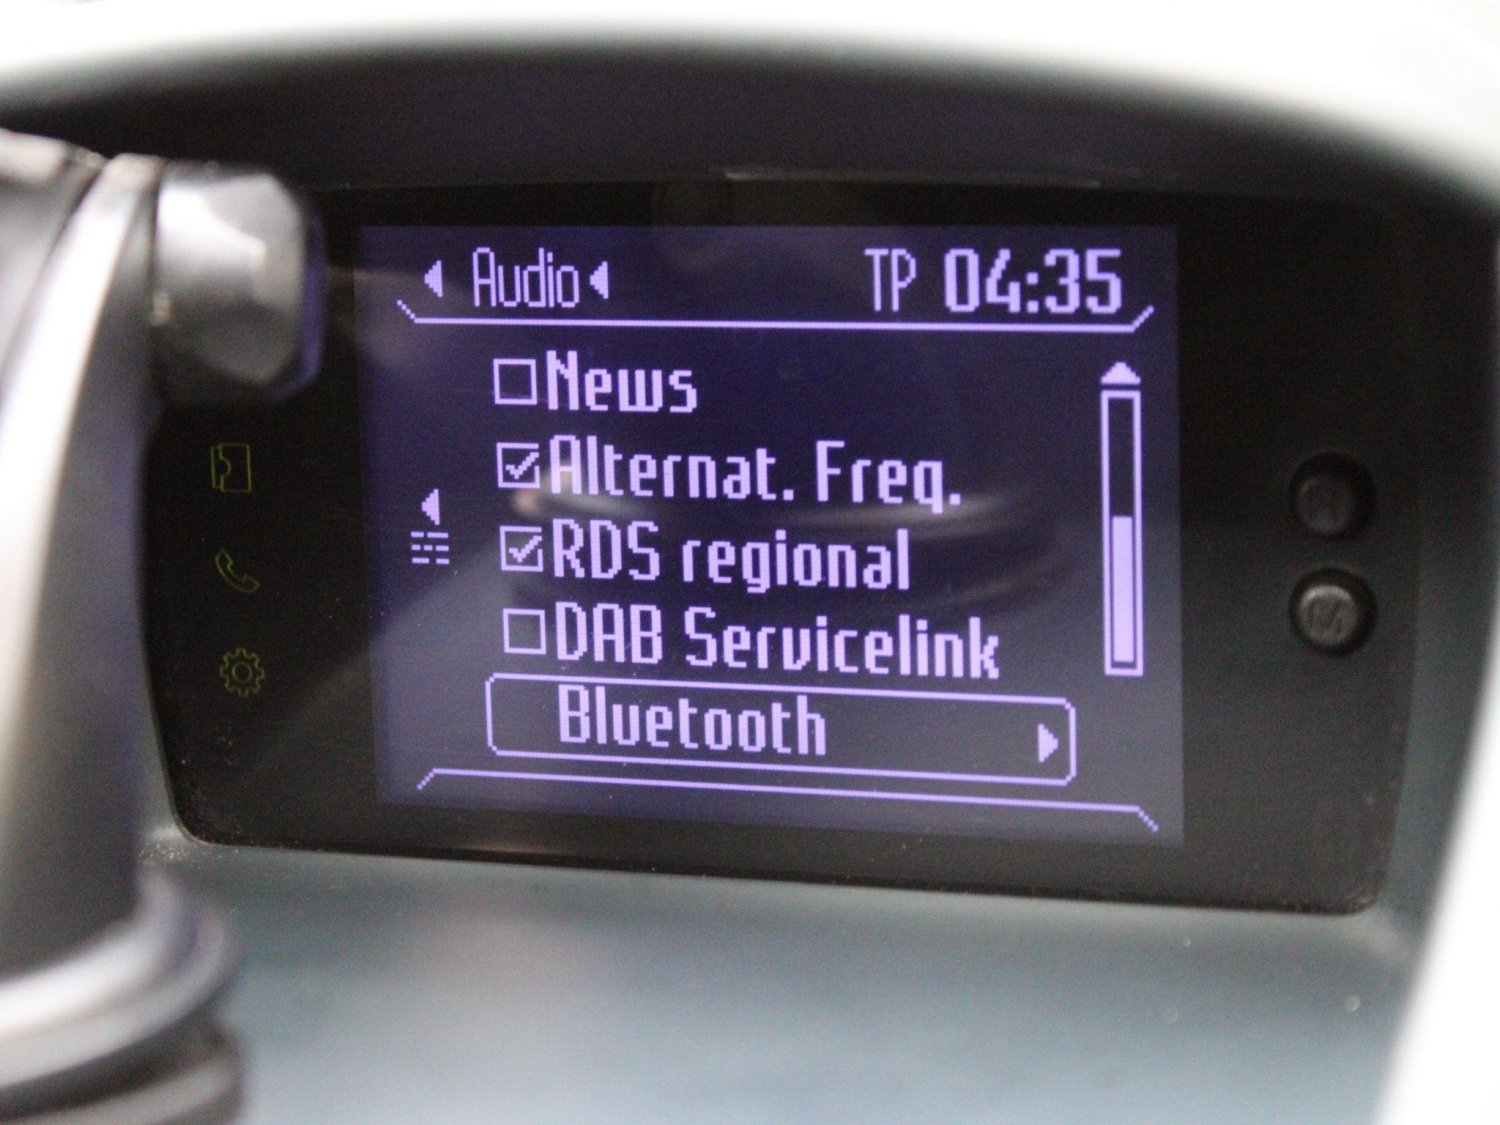 Audio TP 04:35
News
Alternat. Freq.
RDS regional
DAB Servicelink
Bluetooth